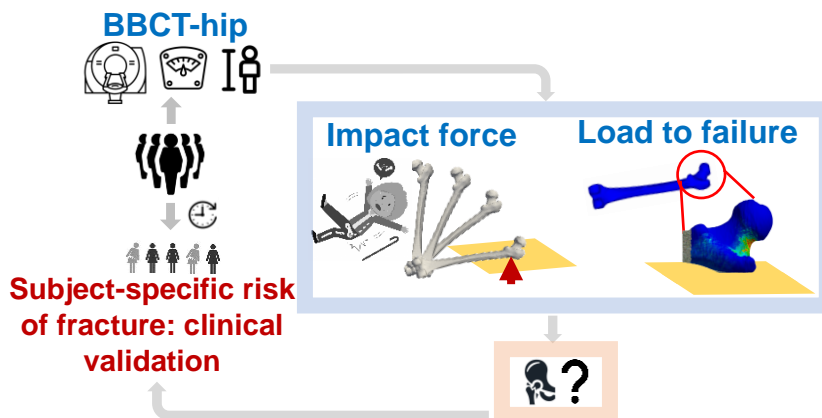 BBCT-hip
Impact force
Load to failure
Subject-specific risk
of fracture: clinical
validation
?